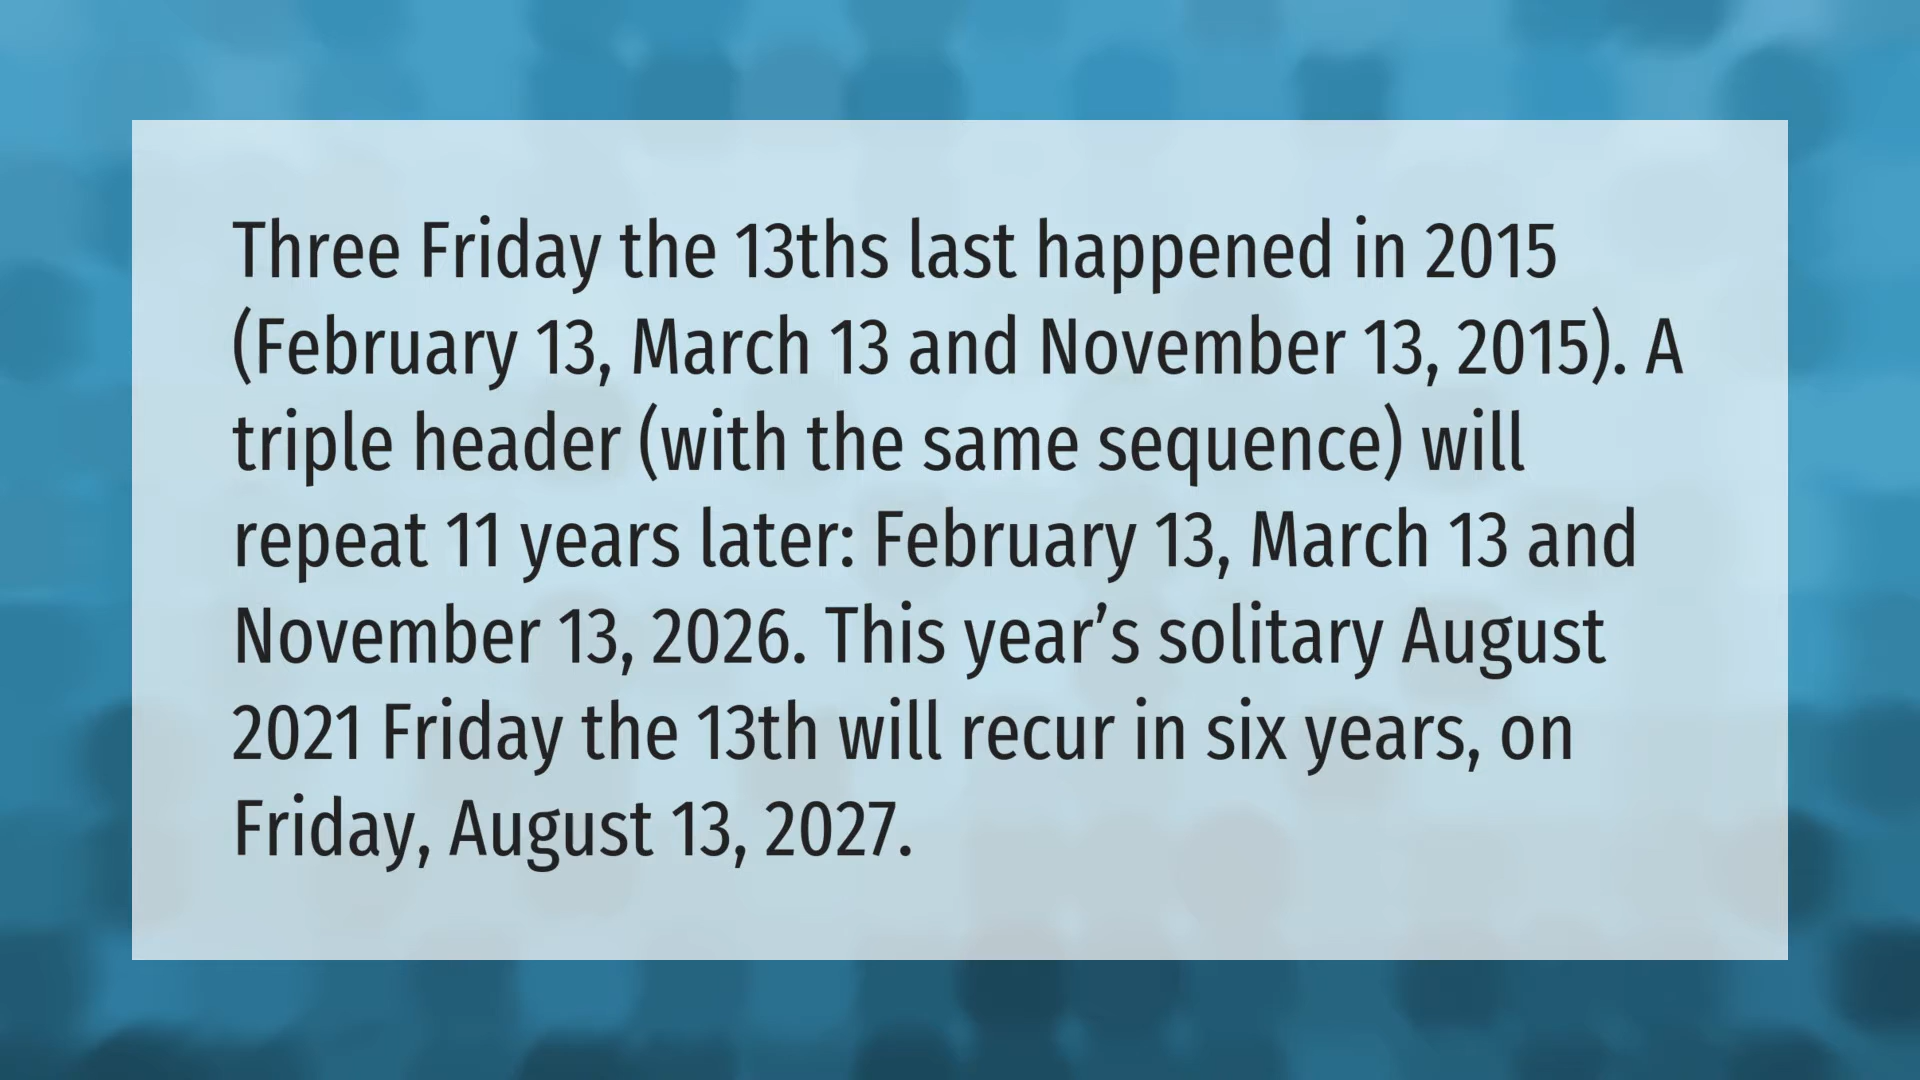 Three Friday the 13ths last happened in 2015
(February 13, March 13 and November 13, 2015). A
triple header (with the same sequence) will
repeat 11 years later: February 13, March 13 and
November 13, 2026. This year’s solitary August
2021 Friday the 13th will recur in six years, on
Friday, August 13, 2027.